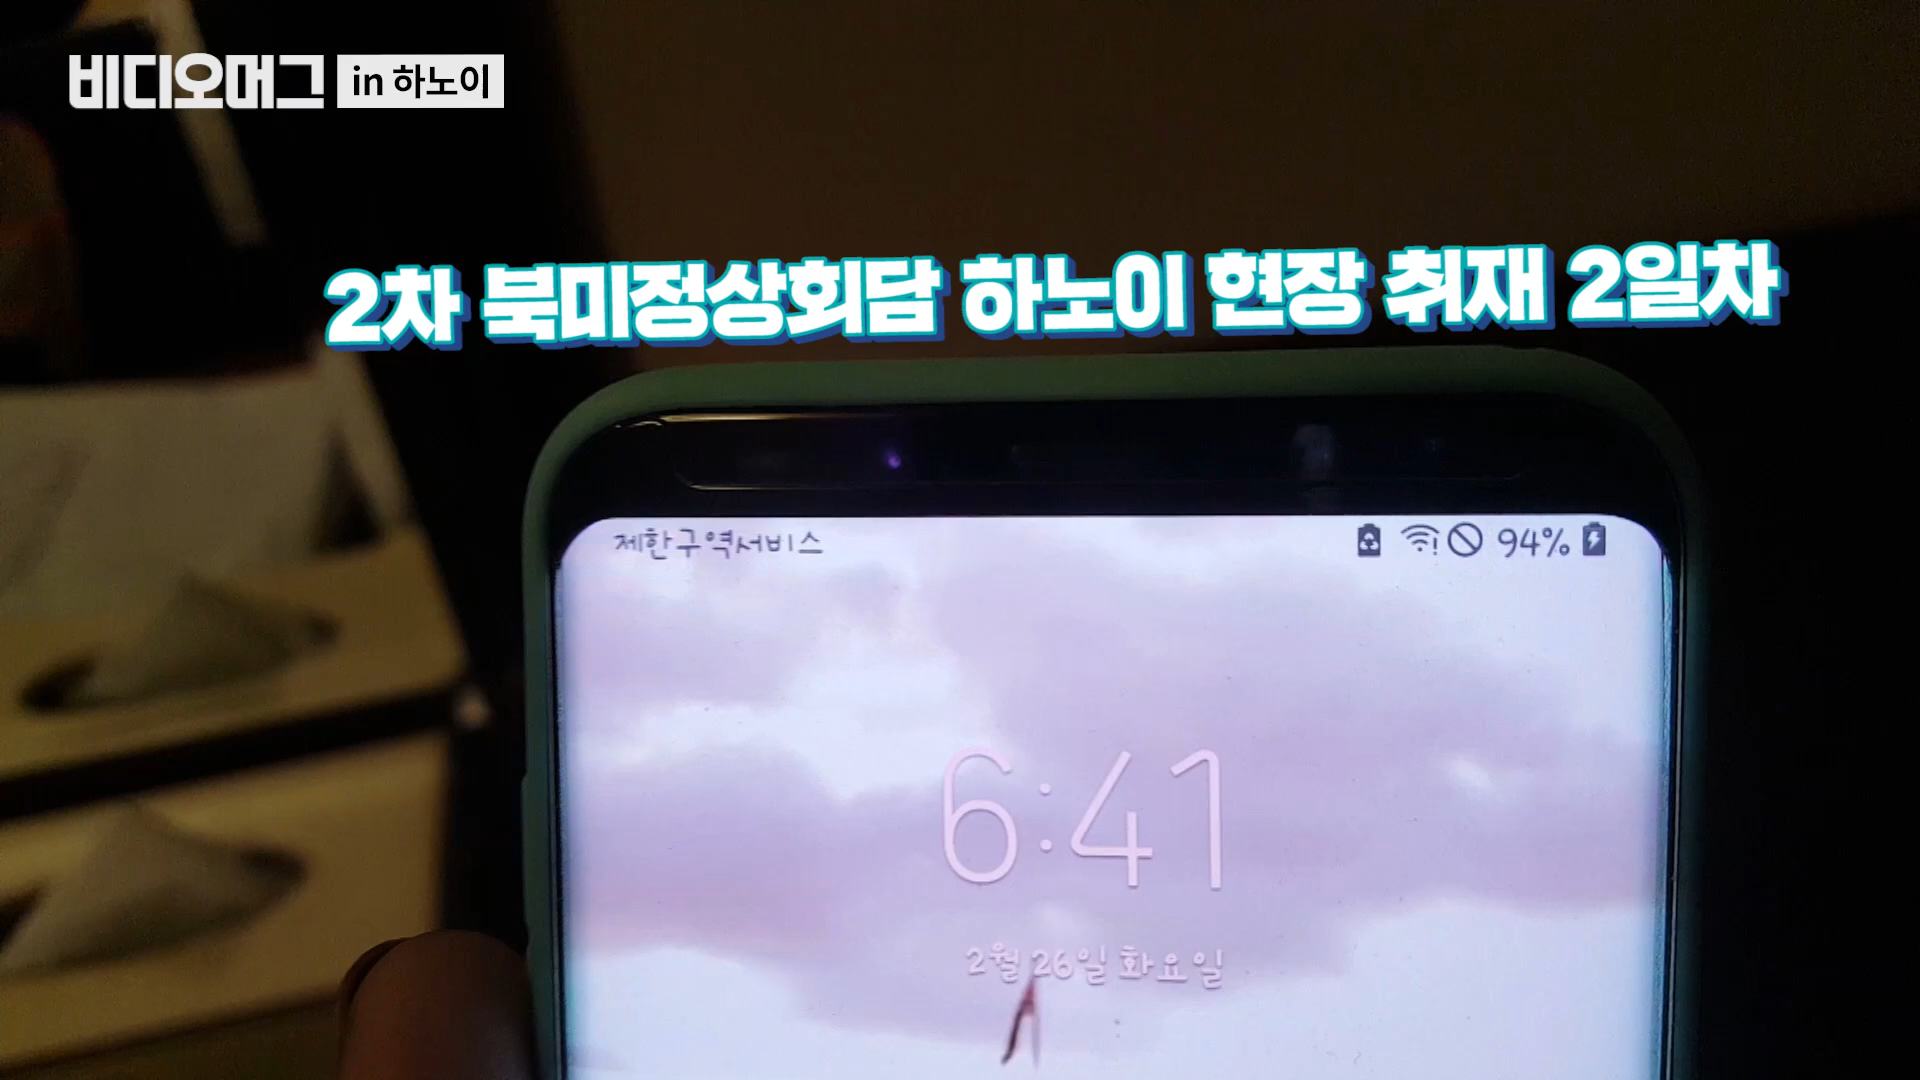 비디오머그 in 하노이
2차 북미정상회담 하노이 현장 취재 2일차
제한구역서비스 94%
6:41
2월 26일 화요일